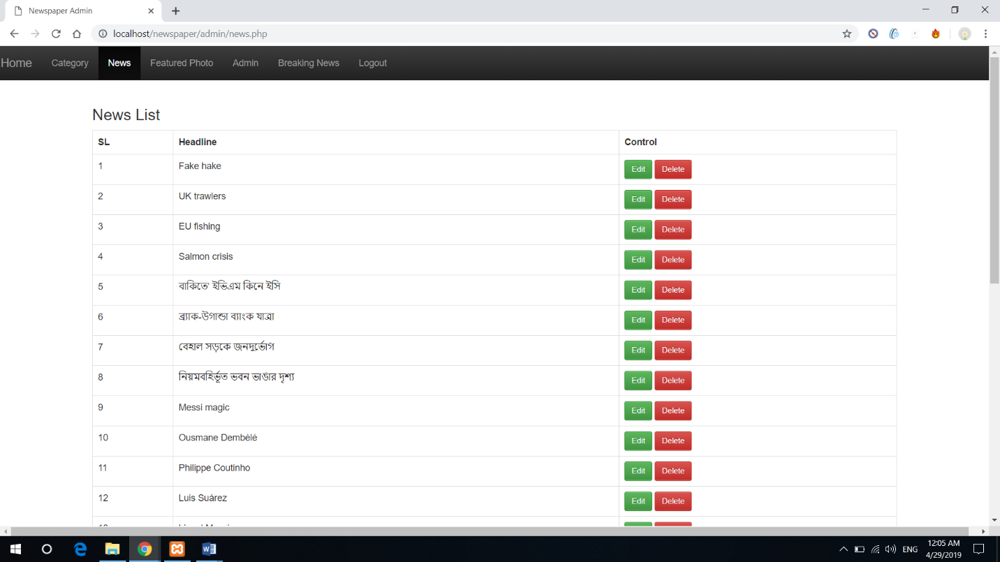 Newspaper Admin
localhost/newspaper/admin/news.php
Home Category News Featured Photo Admin Breaking News Logout
News List
SL Headline Control
1 Fake hake Edit Delete
2 UK trawlers Edit Delete
3 EU fishing Edit Delete
4 Salmon crisis Edit Delete
5 বাকিতে' ইভিএম কিনে ইসি Edit Delete
6 ব্র্যাক-উগান্ডা ব্যাংক যাত্রা Edit Delete
7 বেহাল সড়কে জনদুর্ভোগ Edit Delete
8 নিয়মবহির্ভূত ভবন ভাঙার দৃশ্য Edit Delete
9 Messi magic Edit Delete
10 Ousmane Dembélé Edit Delete
11 Philippe Coutinho Edit Delete
12 Luis Suárez Edit Delete
ENG
12:05 AM
4/29/2019